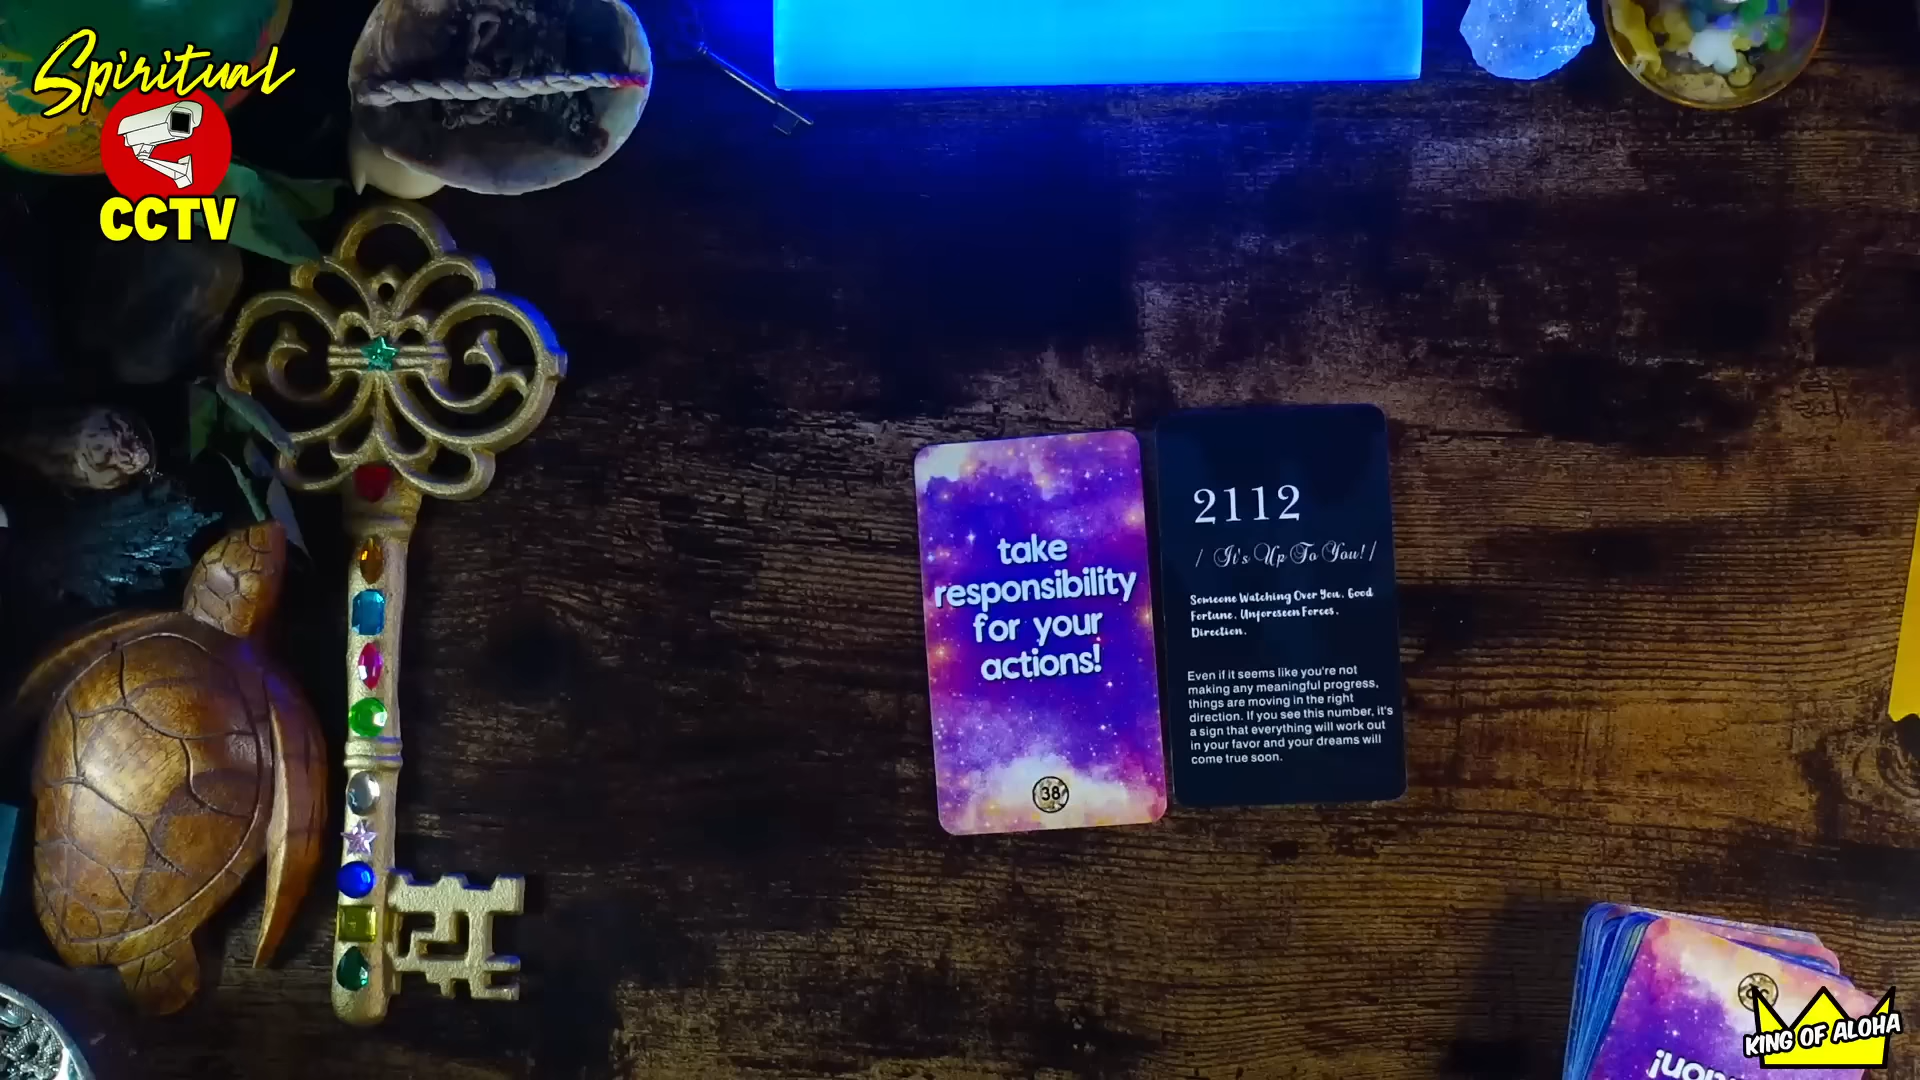 Spiritual
CCTV
take
responsibility
for your
actions!
38
2112
/ It's Up To You! /
Someone Watching Over You. Good
Fortune. Unforeseen Forces.
Direction.
Even if it seems like you're not
making any meaningful progress,
things are moving in the right
direction. If you see this number, it's
a sign that everything will work out
in your favor and your dreams will
come true soon.
KING OF ALOHA